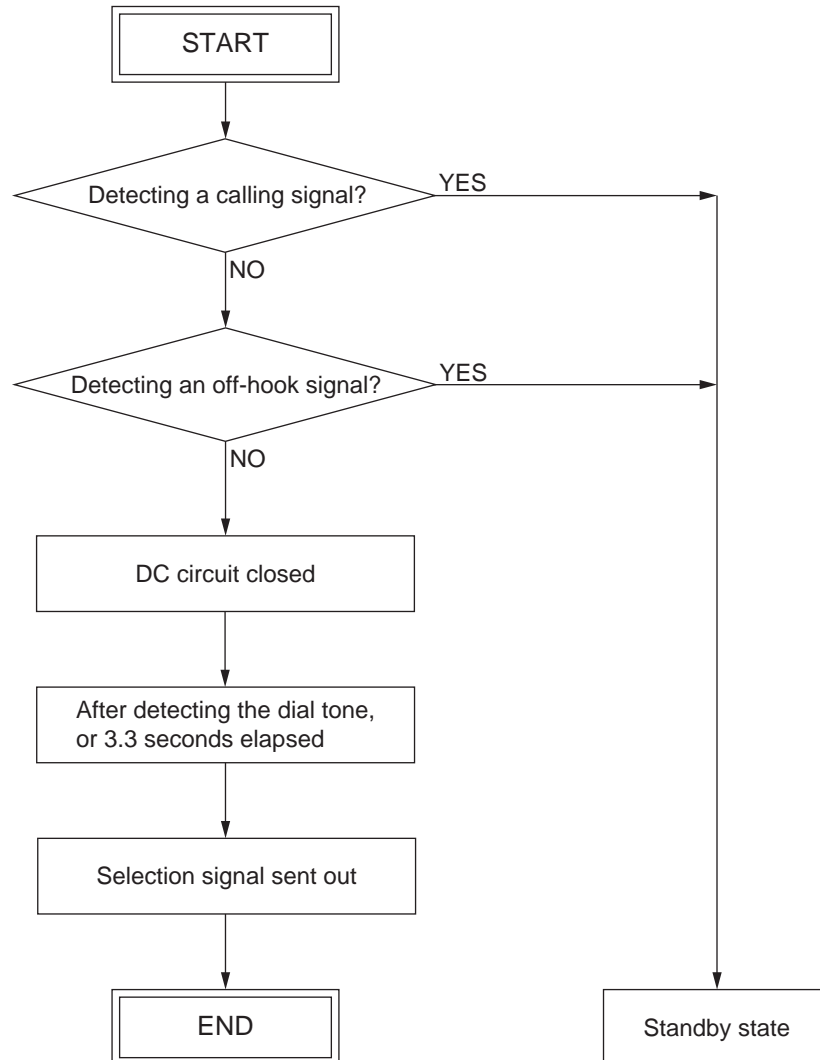 START
Detecting a calling signal?
YES
NO
Detecting an off-hook signal?
YES
NO
DC circuit closed
After detecting the dial tone,
or 3.3 seconds elapsed
Selection signal sent out
END
Standby state